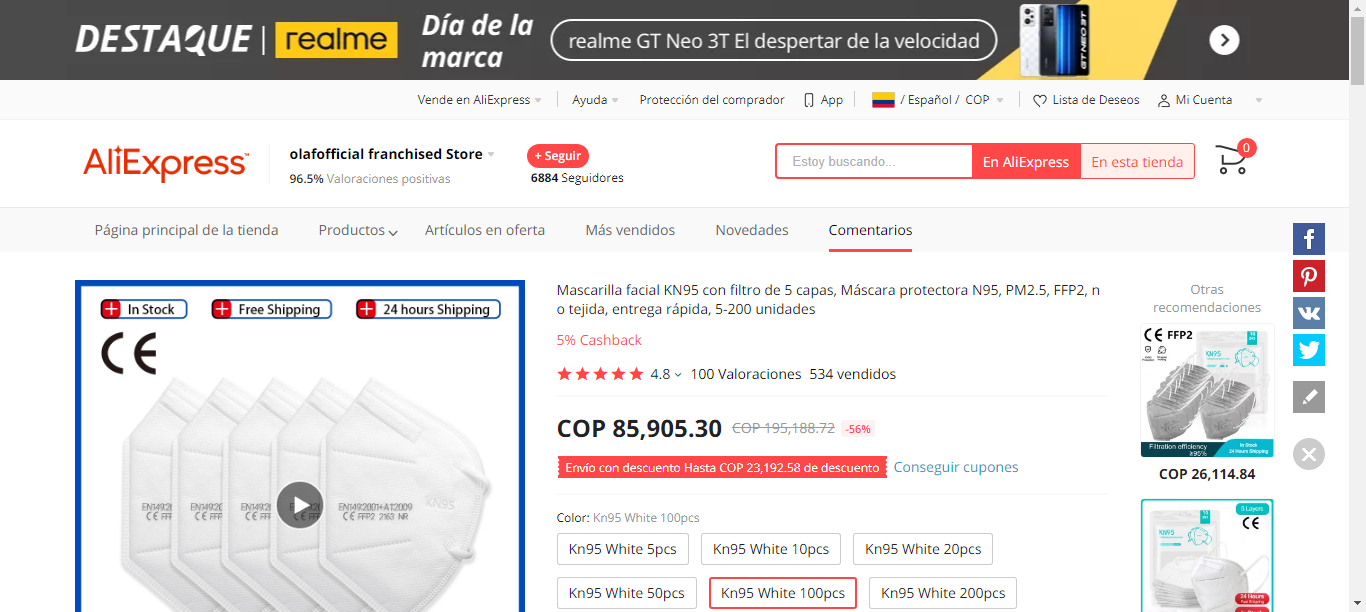 DESTAQUE | realme
Día de la
marca
realme GT Neo 3T El despertar de la velocidad
GT NEO 3T
Vende en AliExpress
Ayuda
Protección del comprador
App
/ Español / COP
Lista de Deseos
Mi Cuenta
AliExpress
olafofficial franchised Store
96.5% Valoraciones positivas
+ Seguir
6884 Seguidores
Estoy buscando...
En AliExpress
En esta tienda
0
Página principal de la tienda
Productos
Artículos en oferta
Más vendidos
Novedades
Comentarios
In Stock
Free Shipping
24 hours Shipping
CE
EN149:2001+A1:2009
CE FFP2 2163 NR
KN95
Mascarilla facial KN95 con filtro de 5 capas, Máscara protectora N95, PM2.5, FFP2, n
o tejida, entrega rápida, 5-200 unidades
5% Cashback
4.8
100 Valoraciones
534 vendidos
COP 85,905.30
COP 195,188.72
-56%
Envío con descuento Hasta COP 23,192.58 de descuento
Conseguir cupones
Color: Kn95 White 100pcs
Kn95 White 5pcs
Kn95 White 10pcs
Kn95 White 20pcs
Kn95 White 50pcs
Kn95 White 100pcs
Kn95 White 200pcs
Otras
recomendaciones
CE FFP2
KN95
Filtration efficiency
≥95%
In Stock
24 Hours Shipping
COP 26,114.84
5 Layers
CE
KN95
24 Hours